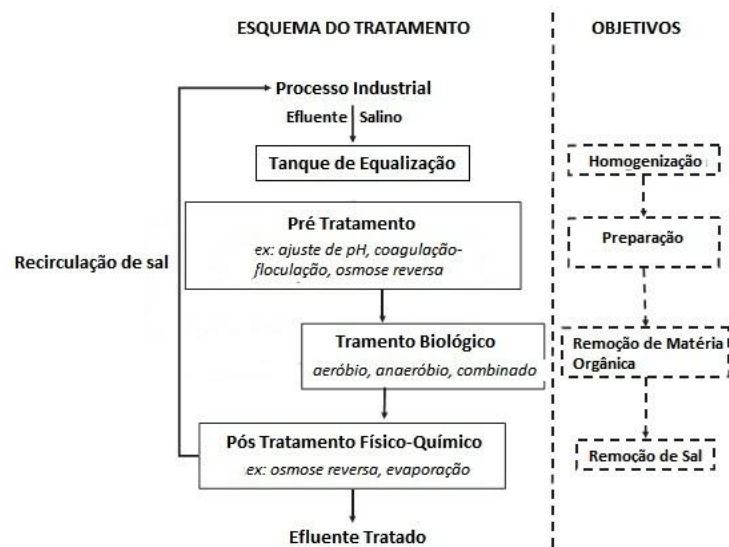 ESQUEMA DO TRATAMENTO
OBJETIVOS
Processo Industrial
Efluente Salino
Tanque de Equalização
Homogenização
Pré Tratamento
ex: ajuste de pH, coagulação-
floculação, osmose reversa
Preparação
Recirculação de sal
Tramento Biológico
aeróbio, anaeróbio, combinado
Remoção de Matéria
Orgânica
Pós Tratamento Físico-Químico
ex: osmose reversa, evaporação
Remoção de Sal
Efluente Tratado